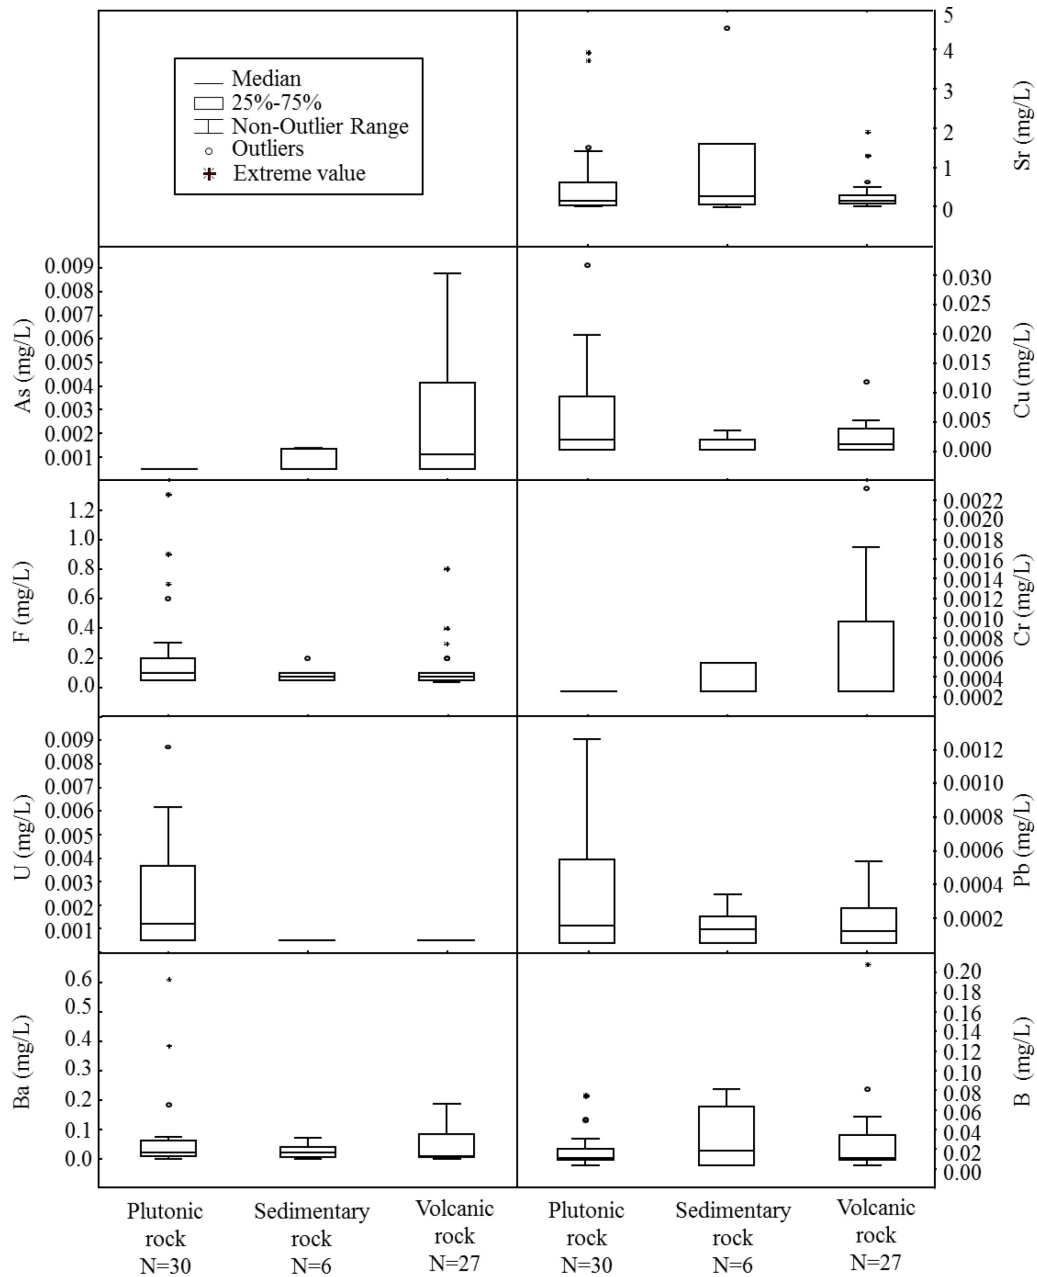 Median
25%-75%
Non-Outlier Range
Outliers
Extreme value
5
4
3
2
1
0
Sr (mg/L)
0.009
0.008
0.007
0.006
0.005
0.004
0.003
0.002
0.001
As (mg/L)
0.030
0.025
0.020
0.015
0.010
0.005
0.000
Cu (mg/L)
1.2
1.0
0.8
0.6
0.4
0.2
0.0
F (mg/L)
0.0022
0.0020
0.0018
0.0016
0.0014
0.0012
0.0010
0.0008
0.0006
0.0004
0.0002
Cr (mg/L)
0.009
0.008
0.007
0.006
0.005
0.004
0.003
0.002
0.001
U (mg/L)
0.0012
0.0010
0.0008
0.0006
0.0004
0.0002
Pb (mg/L)
0.6
0.5
0.4
0.3
0.2
0.1
0.0
Ba (mg/L)
0.20
0.18
0.16
0.14
0.12
0.10
0.08
0.06
0.04
0.02
0.00
B (mg/L)
Plutonic
rock
N=30
Sedimentary
rock
N=6
Volcanic
rock
N=27
Plutonic
rock
N=30
Sedimentary
rock
N=6
Volcanic
rock
N=27